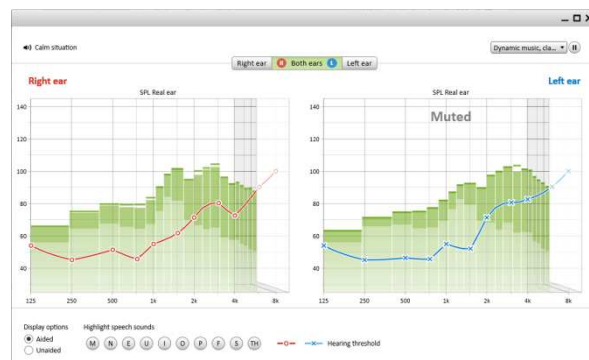 Calm situation
Dynamic music, cla...
Right ear R Both ears L Left ear
Right ear
Left ear
SPL Real ear
SPL Real ear
Muted
140
120
100
80
60
40
125 250 500 1k 2k 4k 8k
140
120
100
80
60
40
125 250 500 1k 2k 4k 8k
Display options
Aided
Unaided
Highlight speech sounds
M N E U I O P F S TH
Hearing threshold